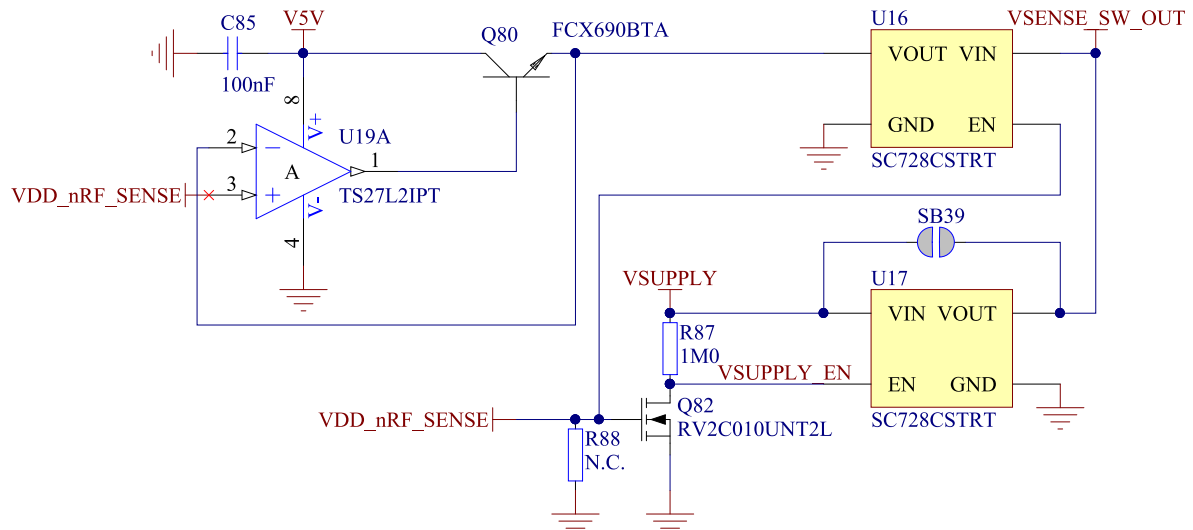 C85
V5V
Q80
FCX690BTA
U16
VSENSE_SW_OUT
100nF
8
V+
U19A
VOUT VIN
GND EN
SC728CSTRT
2
−
A
1
VDD_nRF_SENSE
3
+
TS27L2IPT
V-
4
SB39
VSUPPLY
U17
R87
1M0
VIN VOUT
VSUPPLY_EN
EN GND
SC728CSTRT
VDD_nRF_SENSE
Q82
RV2C010UNT2L
R88
N.C.